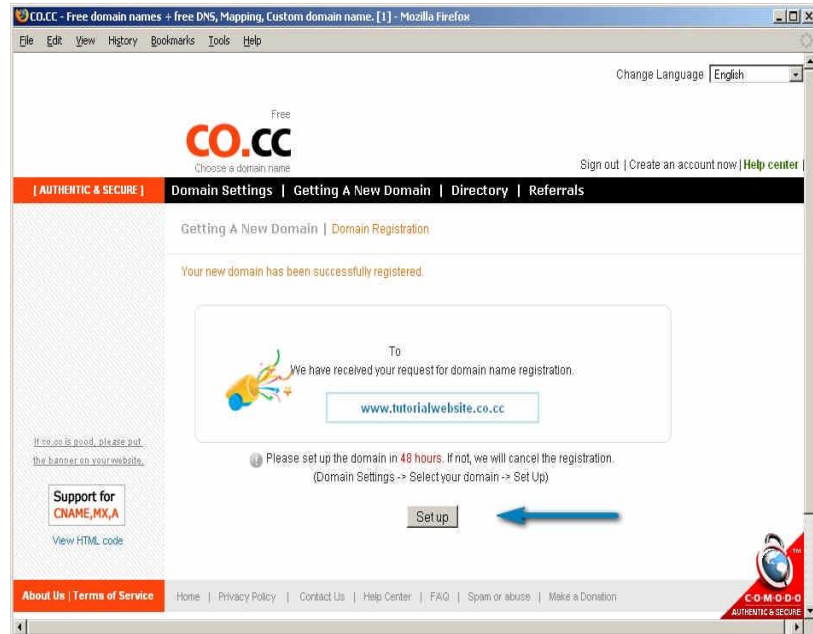 CO.CC - Free domain names + free DNS, Mapping, Custom domain name. [1] - Mozilla Firefox
File Edit View History Bookmarks Tools Help
Change Language English
Free
CO.CC
Choose a domain name
Sign out | Create an account now | Help center |
[ AUTHENTIC & SECURE ]
Domain Settings | Getting A New Domain | Directory | Referrals
Getting A New Domain | Domain Registration
Your new domain has been successfully registered.
To
We have received your request for domain name registration.
www.tutorialwebsite.co.cc
If co.cc is good, please put
the banner on your website.
Please set up the domain in 48 hours. If not, we will cancel the registration.
(Domain Settings -> Select your domain -> Set Up)
Support for
CNAME,MX,A
View HTML code
Set up
About Us | Terms of Service
Home | Privacy Policy | Contact Us | Help Center | FAQ | Spam or abuse | Make a Donation
TM
C·O·M·O·D·O
AUTHENTIC & SECURE